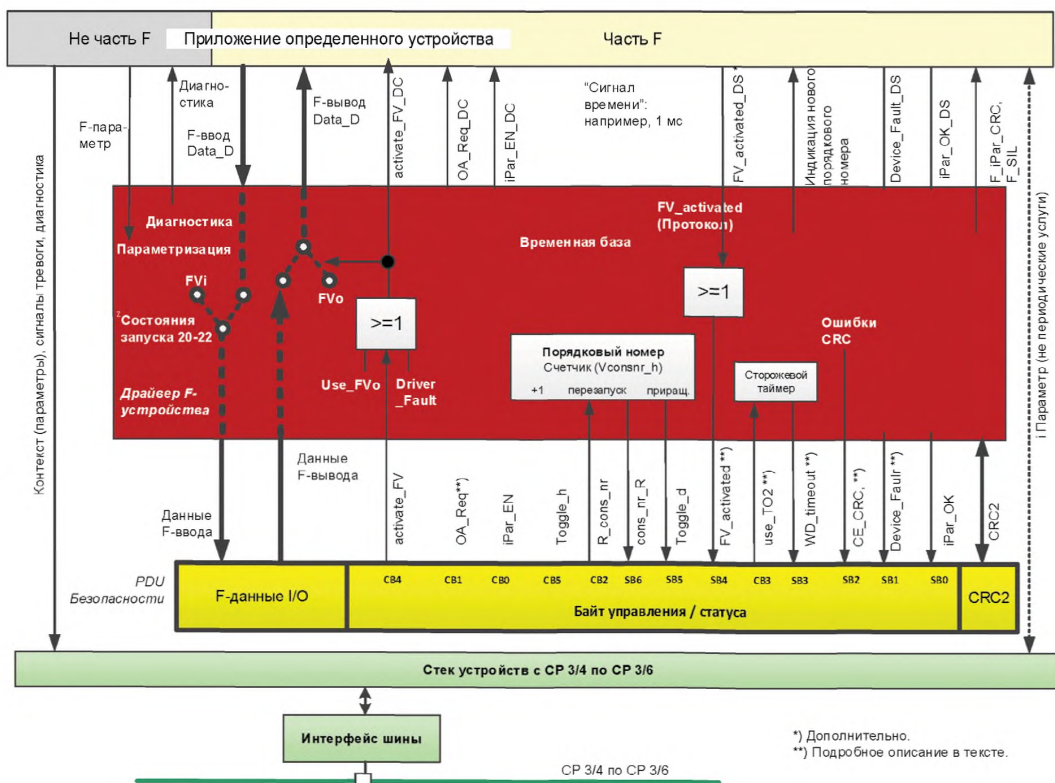 Не часть F
Приложение определенного устройства
Часть F
Контекст (параметры), сигналы тревоги, диагностика
F-пара-
метр
Диагно-
стика
F-ввод
Data_D
F-вывод
Data_D
activate_FV_DC
OA_Req_DC
iPar_EN_DC
“Сигнал
времени”:
например, 1 мс
FV_activated_DS *
Индикация нового
порядкового
номера
Device_Fault_DS
iPar_OK_DS
F_iPar_CRC,
F_SIL
i Параметр (не периодические услуги)
Диагностика
Параметризация
FVi
FVo
2Состояния
запуска 20-22
Драйвер F-
устройства
>=1
Use_FVo
Driver
_Fault
Временная база
FV_activated
(Протокол)
>=1
Порядковый номер
Счетчик (Vconsnr_h)
+1 перезапуск приращ.
Сторожевой
таймер
Ошибки
CRC
Данные
F-ввода
Данные
F-вывода
activate_FV
OA_Req**)
iPar_EN
Toggle_h
R_cons_nr
cons_nr_R
Toggle_d
FV_activated **)
use_TO2 **)
WD_timeout **)
CE_CRC, **)
Device_Faulr **)
iPar_OK
CRC2
PDU
Безопасности
F-данные I/O
CB4 CB1 CB0 CB5 CB2 SB6 SB5 SB4 CB3 SB3 SB2 SB1 SB0
Байт управления / статуса
CRC2
Стек устройств с CP 3/4 по CP 3/6
Интерфейс шины
CP 3/4 по CP 3/6
*) Дополнительно.
**) Подробное описание в тексте.